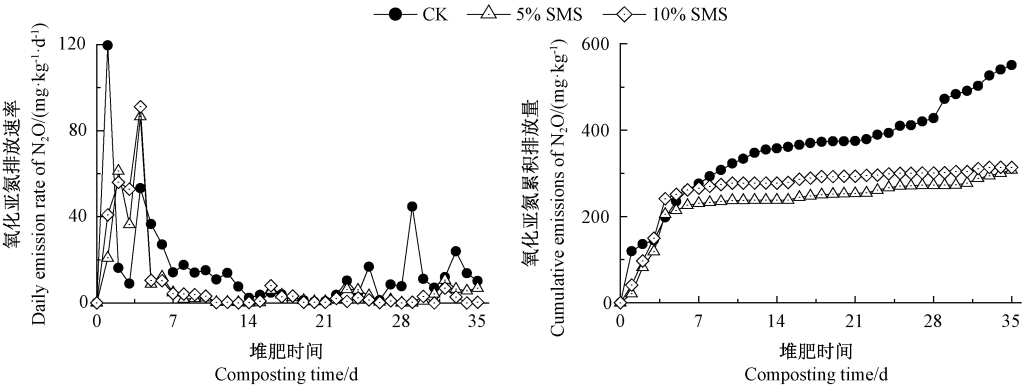 CK 5% SMS 10% SMS
氧化亚氮排放速率
Daily emission rate of N₂O/(mg·kg⁻¹·d⁻¹)
120
80
40
0
0 7 14 21 28 35
堆肥时间
Composting time/d
氧化亚氮累积排放量
Cumulative emissions of N₂O/(mg·kg⁻¹)
600
400
200
0
0 7 14 21 28 35
堆肥时间
Composting time/d